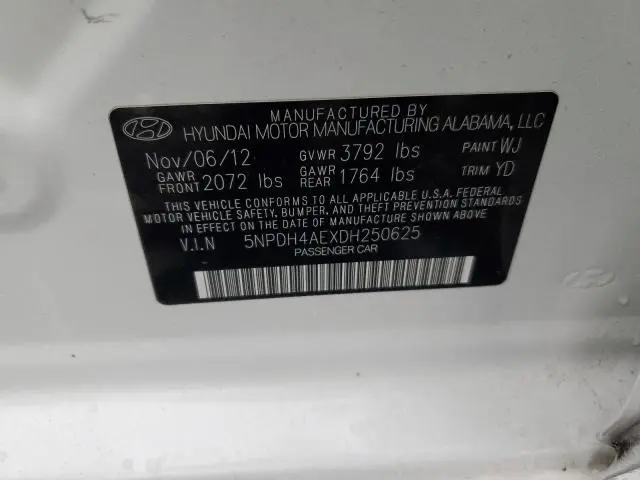 MANUFACTURED BY
HYUNDAI MOTOR MANUFACTURING ALABAMA, LLC
Nov/06/12 GVWR 3792 lbs PAINT WJ
GAWR FRONT 2072 lbs GAWR REAR 1764 lbs TRIM YD
THIS VEHICLE CONFORMS TO ALL APPLICABLE U.S.A. FEDERAL
MOTOR VEHICLE SAFETY, BUMPER, AND THEFT PREVENTION
STANDARDS IN EFFECT ON THE DATE OF MANUFACTURE SHOWN ABOVE.
V.I.N 5NPDH4AEXDH250625
PASSENGER CAR